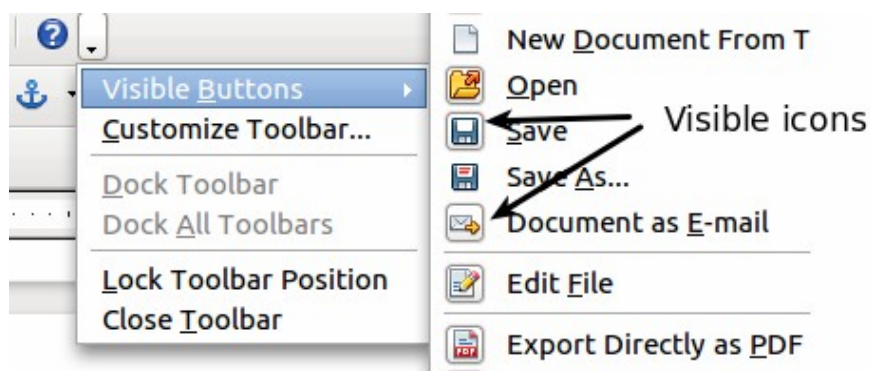 Visible Buttons
Customize Toolbar...
Dock Toolbar
Dock All Toolbars
Lock Toolbar Position
Close Toolbar
New Document From T
Open
Save
Save As...
Document as E-mail
Edit File
Export Directly as PDF
Visible icons